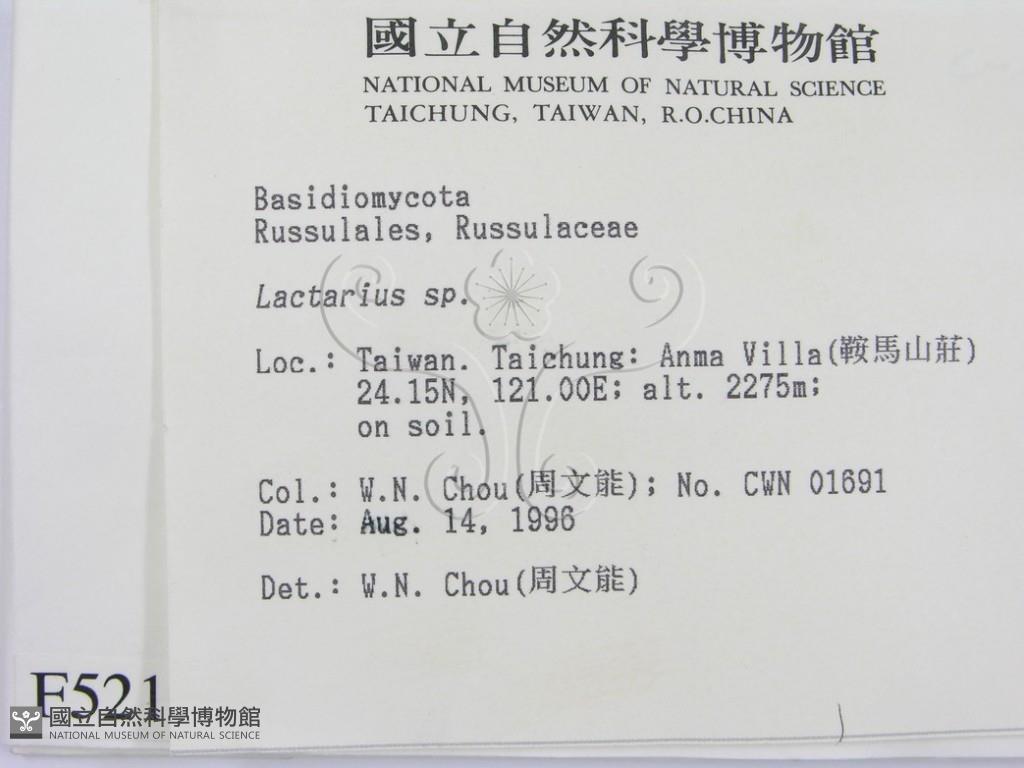 國立自然科學博物館
NATIONAL MUSEUM OF NATURAL SCIENCE
TAICHUNG, TAIWAN, R.O.CHINA
Basidiomycota
Russulales, Russulaceae
Lactarius sp.
Loc.: Taiwan. Taichung: Anma Villa(鞍馬山莊)
24.15N, 121.00E; alt. 2275m;
on soil.
Col.: W.N. Chou(周文能); No. CWN 01691
Date: Aug. 14, 1996
Det.: W.N. Chou(周文能)
F521
國立自然科學博物館
NATIONAL MUSEUM OF NATURAL SCIENCE